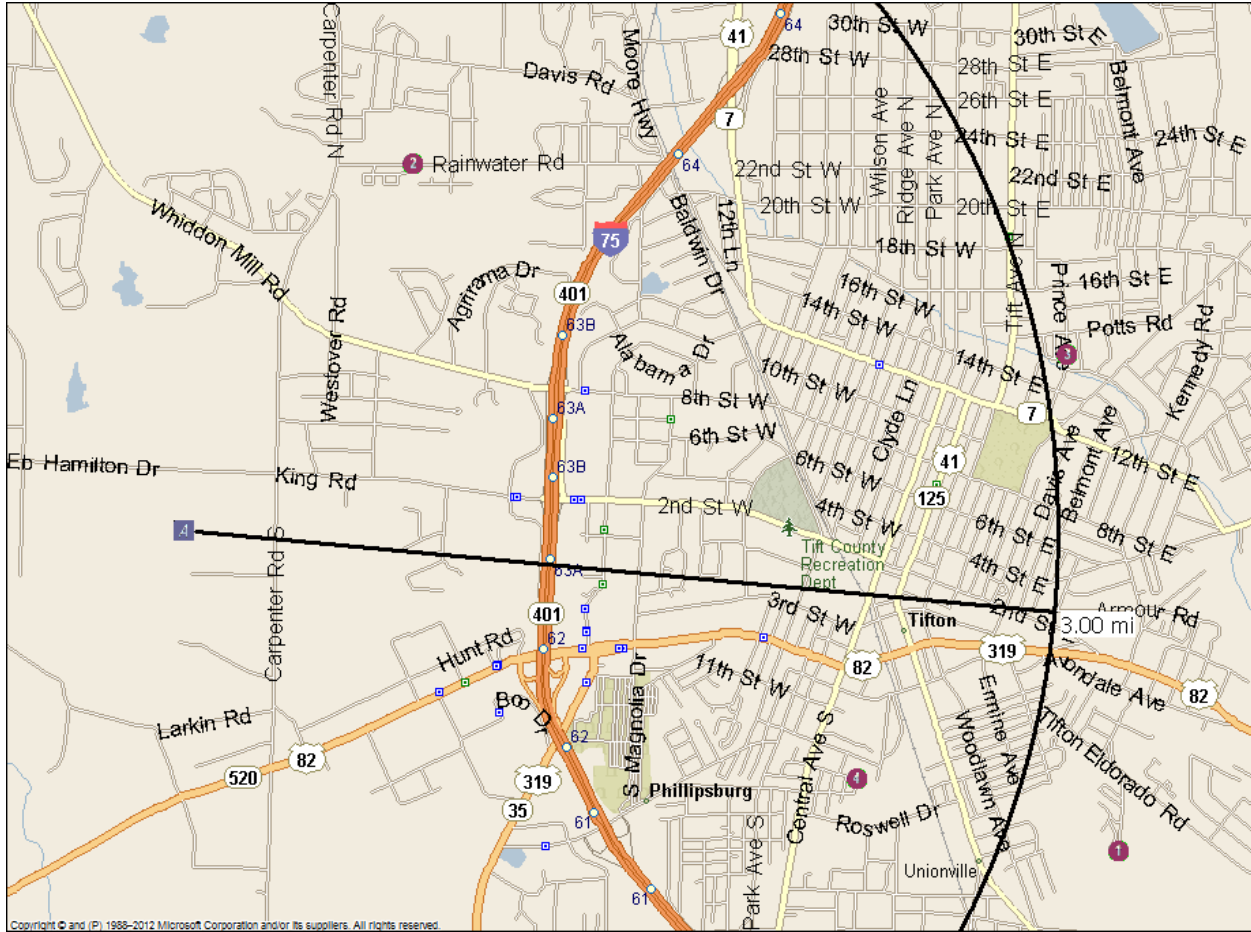 64
41
30th St W
30th St E
Carpenter Rd N
Moore Hwy
28th St W
28th St E
Davis Rd
Belmont Ave
26th St E
7
Wilson Ave
Ridge Ave N
Park Ave N
24th St E
24th St E
64
2
Rainwater Rd
22nd St W
22nd St E
Baldwin Dr
20th St W
20th St E
Whiddon Mill Rd
12th Ln
18th St W
Tift Ave N
75
Agrirama Dr
401
16th St W
Prince Ave
16th St E
14th St W
Westover Rd
63B
Alabama Dr
Potts Rd
3
Kennedy Rd
10th St W
14th St E
8th St W
Clyde Ln
63A
6th St W
7
Davis Ave
Belmont Ave
12th St E
Eb Hamilton Dr
King Rd
63B
6th St W
41
125
2nd St W
4th St W
6th St E
8th St E
A
Tift County
Recreation
Dept
4th St E
63A
Carpenter Rd S
401
3rd St W
2nd St E
Armour Rd
Tifton
3.00 mi
Hunt Rd
62
319
11th St W
82
Avondale Ave
82
Boo Dr
S Magnolia Dr
Ermine Ave
Larkin Rd
Woodlawn Ave
Tifton Eldorado Rd
62
82
520
319
Central Ave S
4
Phillipsburg
35
61
Roswell Dr
Park Ave S
1
Unionville
61
Copyright © and (P) 1988–2012 Microsoft Corporation and/or its suppliers. All rights reserved.